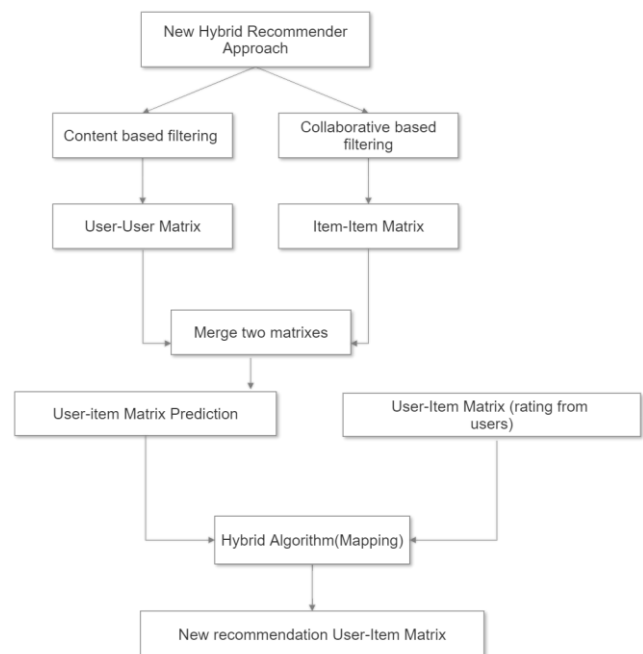 New Hybrid Recommender
Approach
Content based filtering
Collaborative based
filtering
User-User Matrix
Item-Item Matrix
Merge two matrixes
User-item Matrix Prediction
User-Item Matrix (rating from
users)
Hybrid Algorithm(Mapping)
New recommendation User-Item Matrix